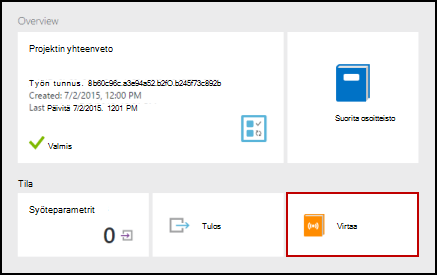 Overview
Projektin yhteenveto
Työn tunnus. 8b60c96c.a3e94a52.b2fO.b245f73c892b
Created: 7/2/2015, 12:00 PM
Last Päivitä 7/2/2015. 1201 PM
Valmis
Suorita osoitteisto
Tila
Syöteparametrit
0
Tulos
Virtaa